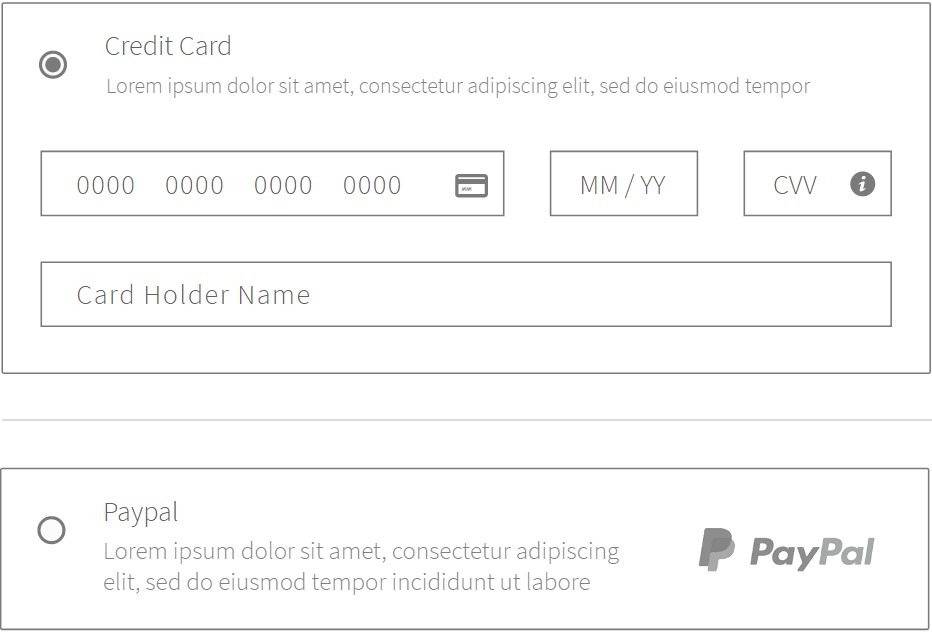 Credit Card
Lorem ipsum dolor sit amet, consectetur adipiscing elit, sed do eiusmod tempor
0000 0000 0000 0000
MM / YY
CVV
Card Holder Name
Paypal
Lorem ipsum dolor sit amet, consectetur adipiscing
elit, sed do eiusmod tempor incididunt ut labore
PayPal